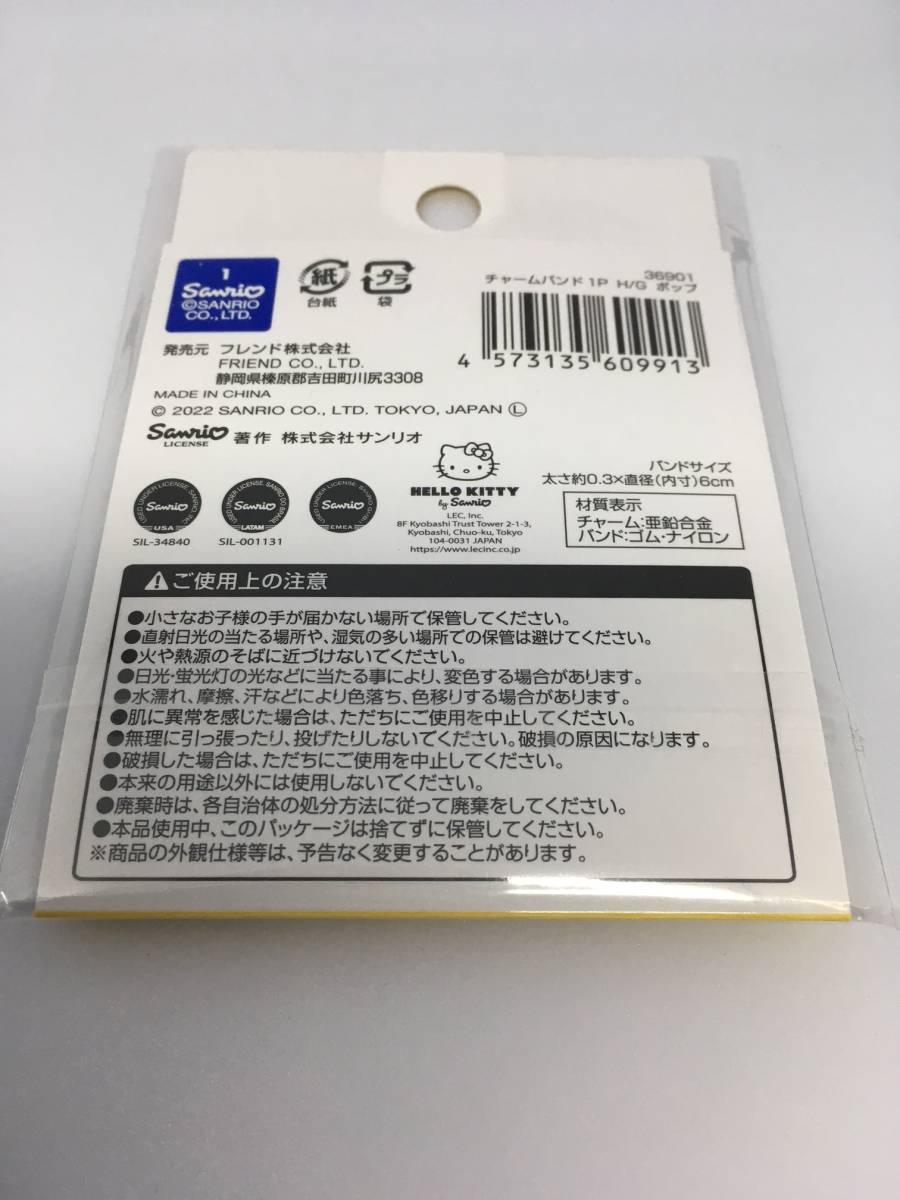 1
Sanrio
©SANRIO
CO., LTD.
紙
台紙
プラ
袋
36901
チャームバンド1P H/G ポップ
4 573135 609913
発売元 フレンド株式会社
FRIEND CO., LTD.
静岡県榛原郡吉田町川尻3308
MADE IN CHINA
© 2022 SANRIO CO., LTD. TOKYO, JAPAN Ⓛ
Sanrio 著作 株式会社サンリオ
LICENSE
USED UNDER LICENSE SANRIO, INC.
Sanrio
USA
SIL-34840
USED UNDER LICENSE SANRIO DO BRASIL
Sanrio
LATAM
SIL-001131
Sanrio
EMEA
HELLO KITTY
by Sanrio
LEC, Inc.
8F Kyobashi Trust Tower 2-1-3,
Kyobashi, Chuo-ku, Tokyo
104-0031 JAPAN
https://www.lecinc.co.jp
バンドサイズ
太さ約0.3×直径(内寸)6cm
材質表示
チャーム:亜鉛合金
バンド:ゴム・ナイロン
ご使用上の注意
●小さなお子様の手が届かない場所で保管してください。
●直射日光の当たる場所や、湿気の多い場所での保管は避けてください。
●火や熱源のそばに近づけないでください。
●日光・蛍光灯の光などに当たる事により、変色する場合があります。
●水濡れ、摩擦、汗などにより色落ち、色移りする場合があります。
●肌に異常を感じた場合は、ただちにご使用を中止してください。
●無理に引っ張ったり、投げたりしないでください。破損の原因になります。
●破損した場合は、ただちにご使用を中止してください。
●本来の用途以外には使用しないでください。
●廃棄時は、各自治体の処分方法に従って廃棄をしてください。
●本品使用中、このパッケージは捨てずに保管してください。
※商品の外観仕様等は、予告なく変更することがあります。